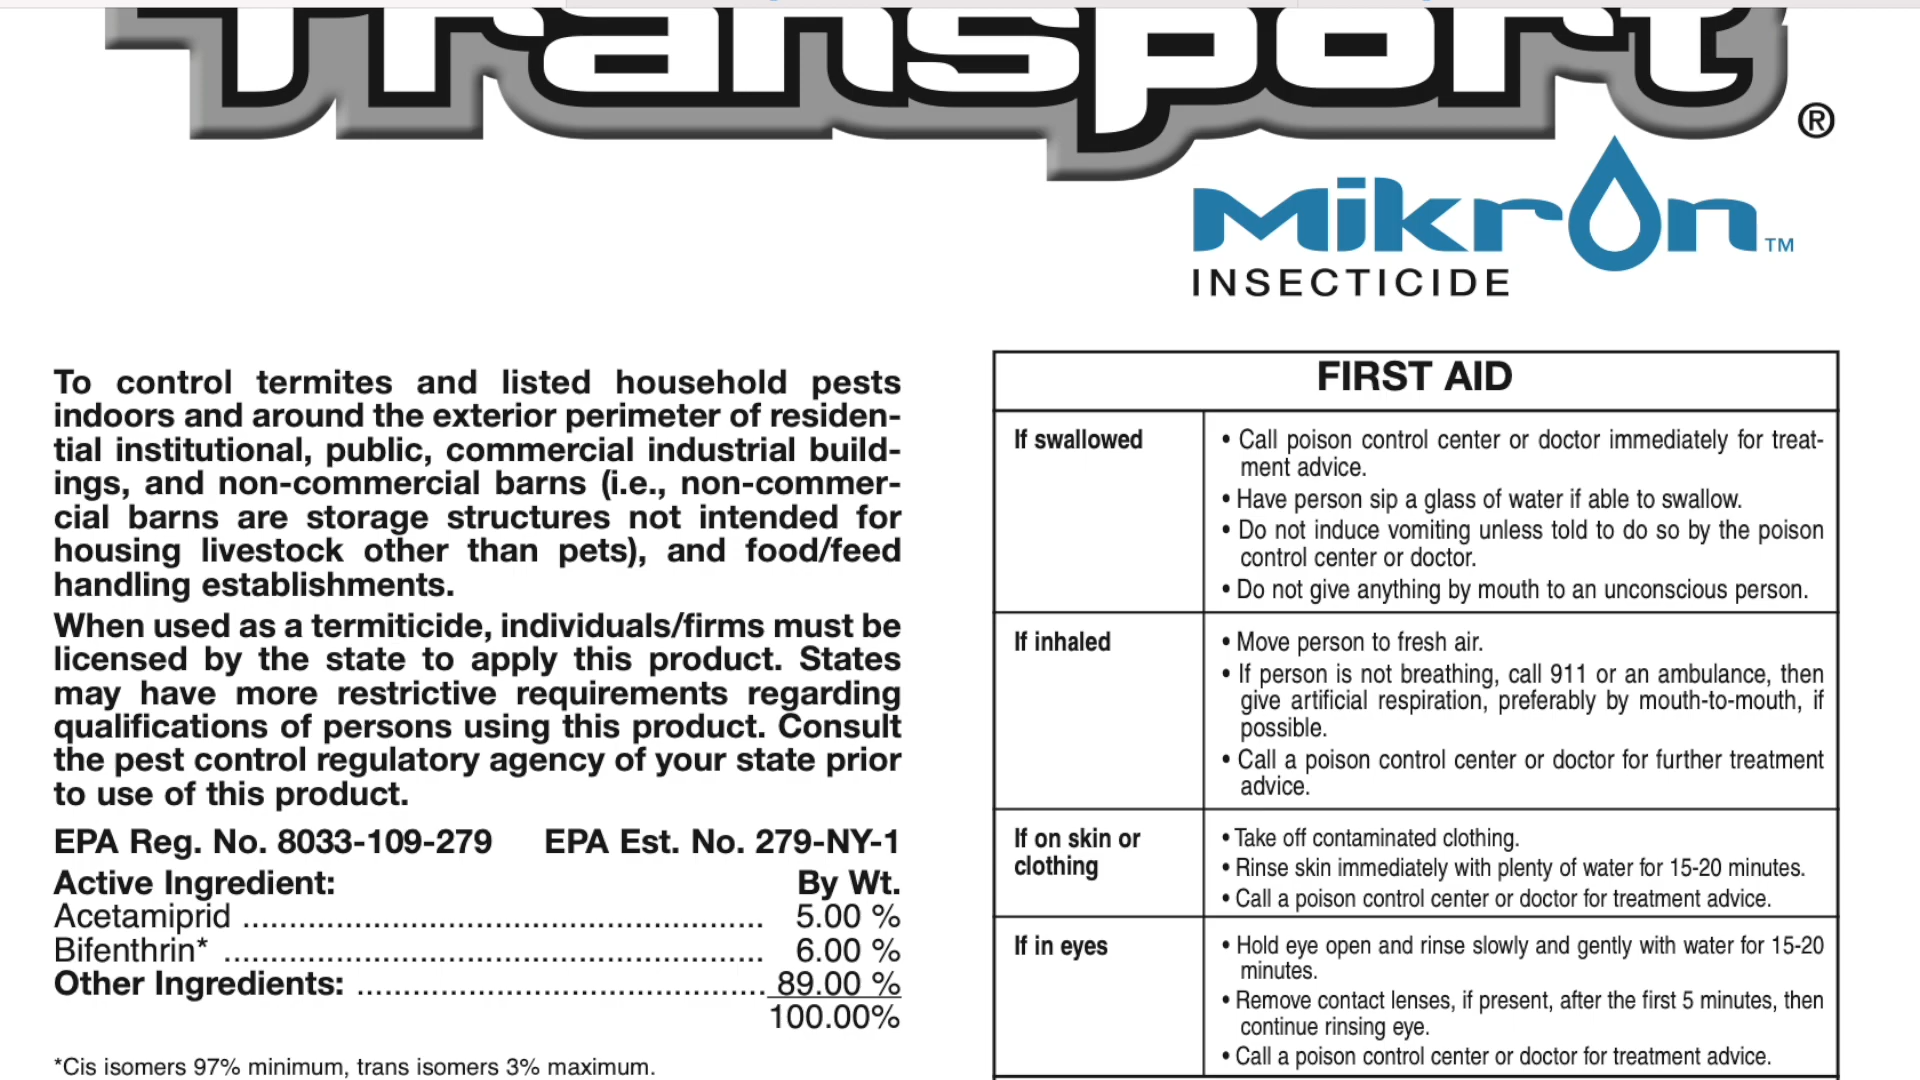 Transport®
Mikron™
INSECTICIDE
To control termites and listed household pests
indoors and around the exterior perimeter of residen-
tial institutional, public, commercial industrial build-
ings, and non-commercial barns (i.e., non-commer-
cial barns are storage structures not intended for
housing livestock other than pets), and food/feed
handling establishments.
When used as a termiticide, individuals/firms must be
licensed by the state to apply this product. States
may have more restrictive requirements regarding
qualifications of persons using this product. Consult
the pest control regulatory agency of your state prior
to use of this product.
EPA Reg. No. 8033-109-279 EPA Est. No. 279-NY-1
Active Ingredient: By Wt.
Acetamiprid ........................................................ 5.00 %
Bifenthrin* .......................................................... 6.00 %
Other Ingredients: ............................................ 89.00 %
100.00%
*Cis isomers 97% minimum, trans isomers 3% maximum.
FIRST AID
If swallowed
• Call poison control center or doctor immediately for treat-
ment advice.
• Have person sip a glass of water if able to swallow.
• Do not induce vomiting unless told to do so by the poison
control center or doctor.
• Do not give anything by mouth to an unconscious person.
If inhaled
• Move person to fresh air.
• If person is not breathing, call 911 or an ambulance, then
give artificial respiration, preferably by mouth-to-mouth, if
possible.
• Call a poison control center or doctor for further treatment
advice.
If on skin or
clothing
• Take off contaminated clothing.
• Rinse skin immediately with plenty of water for 15-20 minutes.
• Call a poison control center or doctor for treatment advice.
If in eyes
• Hold eye open and rinse slowly and gently with water for 15-20
minutes.
• Remove contact lenses, if present, after the first 5 minutes, then
continue rinsing eye.
• Call a poison control center or doctor for treatment advice.